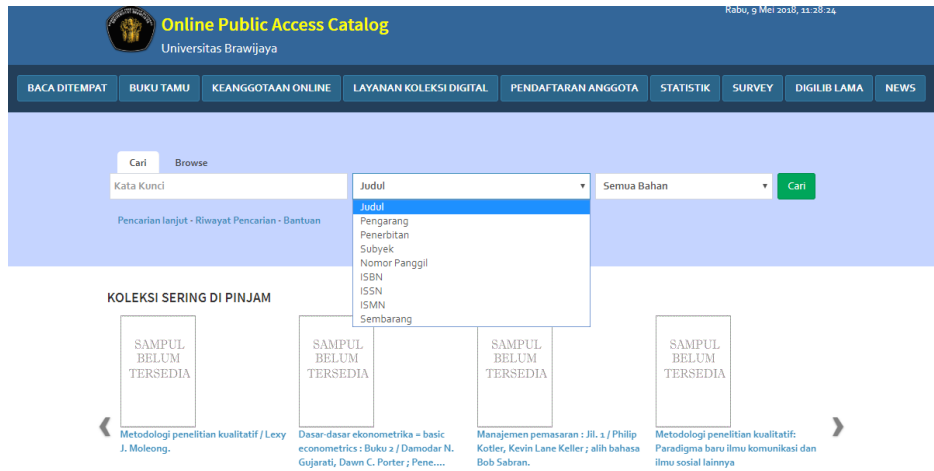 Rabu, 9 Mei 2018, 11:28:24
Online Public Access Catalog
Universitas Brawijaya
BACA DITEMPAT BUKU TAMU KEANGGOTAAN ONLINE LAYANAN KOLEKSI DIGITAL PENDAFTARAN ANGGOTA STATISTIK SURVEY DIGILIB LAMA NEWS
Cari Browse
Kata Kunci Judul Semua Bahan Cari
Judul
Pengarang
Penerbitan
Subyek
Nomor Panggil
ISBN
ISSN
ISMN
Sembarang
Pencarian lanjut - Riwayat Pencarian - Bantuan
KOLEKSI SERING DI PINJAM
SAMPUL
BELUM
TERSEDIA
Metodologi penelitian kualitatif / Lexy
J. Moleong.
SAMPUL
BELUM
TERSEDIA
Dasar-dasar ekonometrika = basic
econometrics : Buku 2 / Damodar N.
Gujarati, Dawn C. Porter ; Pene....
SAMPUL
BELUM
TERSEDIA
Manajemen pemasaran : Jil. 1 / Philip
Kotler, Kevin Lane Keller ; alih bahasa
Bob Sabran.
SAMPUL
BELUM
TERSEDIA
Metodologi penelitian kualitatif:
Paradigma baru ilmu komunikasi dan
ilmu sosial lainnya